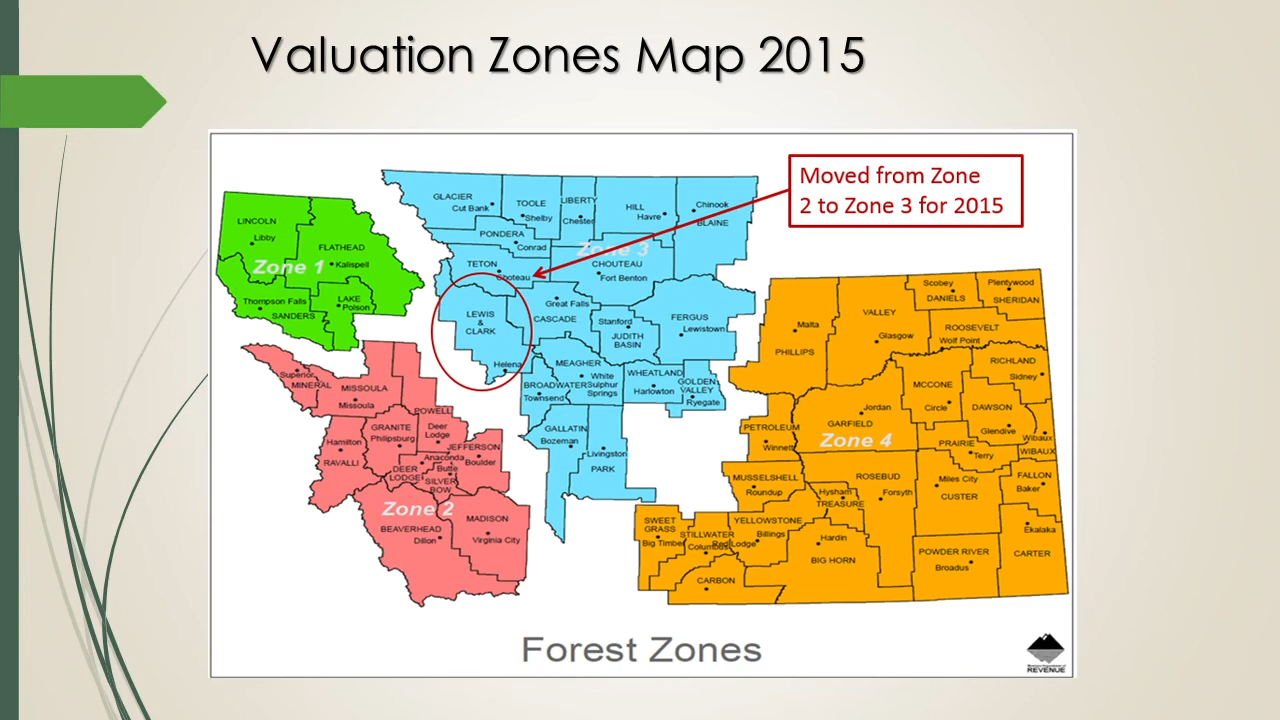 Valuation Zones Map 2015
Moved from Zone
2 to Zone 3 for 2015
LINCOLN
Libby
FLATHEAD
Kalispell
Zone 1
Thompson Falls
SANDERS
LAKE
Polson
GLACIER
Cut Bank
TOOLE
Shelby
LIBERTY
Chester
HILL
Havre
Chinook
BLAINE
PONDERA
Conrad
Zone 3
TETON
Choteau
CHOUTEAU
Fort Benton
LEWIS
&
CLARK
Helena
Great Falls
CASCADE
Stanford
JUDITH
BASIN
FERGUS
Lewistown
MEAGHER
White
Sulphur
Springs
BROADWATER
Townsend
WHEATLAND
Harlowton
GOLDEN
VALLEY
Ryegate
GALLATIN
Bozeman
Livingston
PARK
Superior
MINERAL
MISSOULA
Missoula
POWELL
Deer
Lodge
GRANITE
Philipsburg
Hamilton
RAVALLI
JEFFERSON
Boulder
Anaconda
DEER
LODGE
Butte
SILVER
BOW
Zone 2
BEAVERHEAD
Dillon
MADISON
Virginia City
Scobey
DANIELS
Plentywood
SHERIDAN
Malta
PHILLIPS
VALLEY
Glasgow
ROOSEVELT
Wolf Point
RICHLAND
Sidney
MCCONE
Circle
DAWSON
Glendive
Wibaux
WIBAUX
Jordan
GARFIELD
Zone 4
PETROLEUM
Winnett
PRAIRIE
Terry
MUSSELSHELL
Roundup
ROSEBUD
Forsyth
Hysham
TREASURE
Miles City
CUSTER
FALLON
Baker
SWEET
GRASS
Big Timber
STILLWATER
Columbus
Red Lodge
YELLOWSTONE
Billings
Hardin
BIG HORN
CARBON
POWDER RIVER
Broadus
Ekalaka
CARTER
Forest Zones
Montana Department of
REVENUE